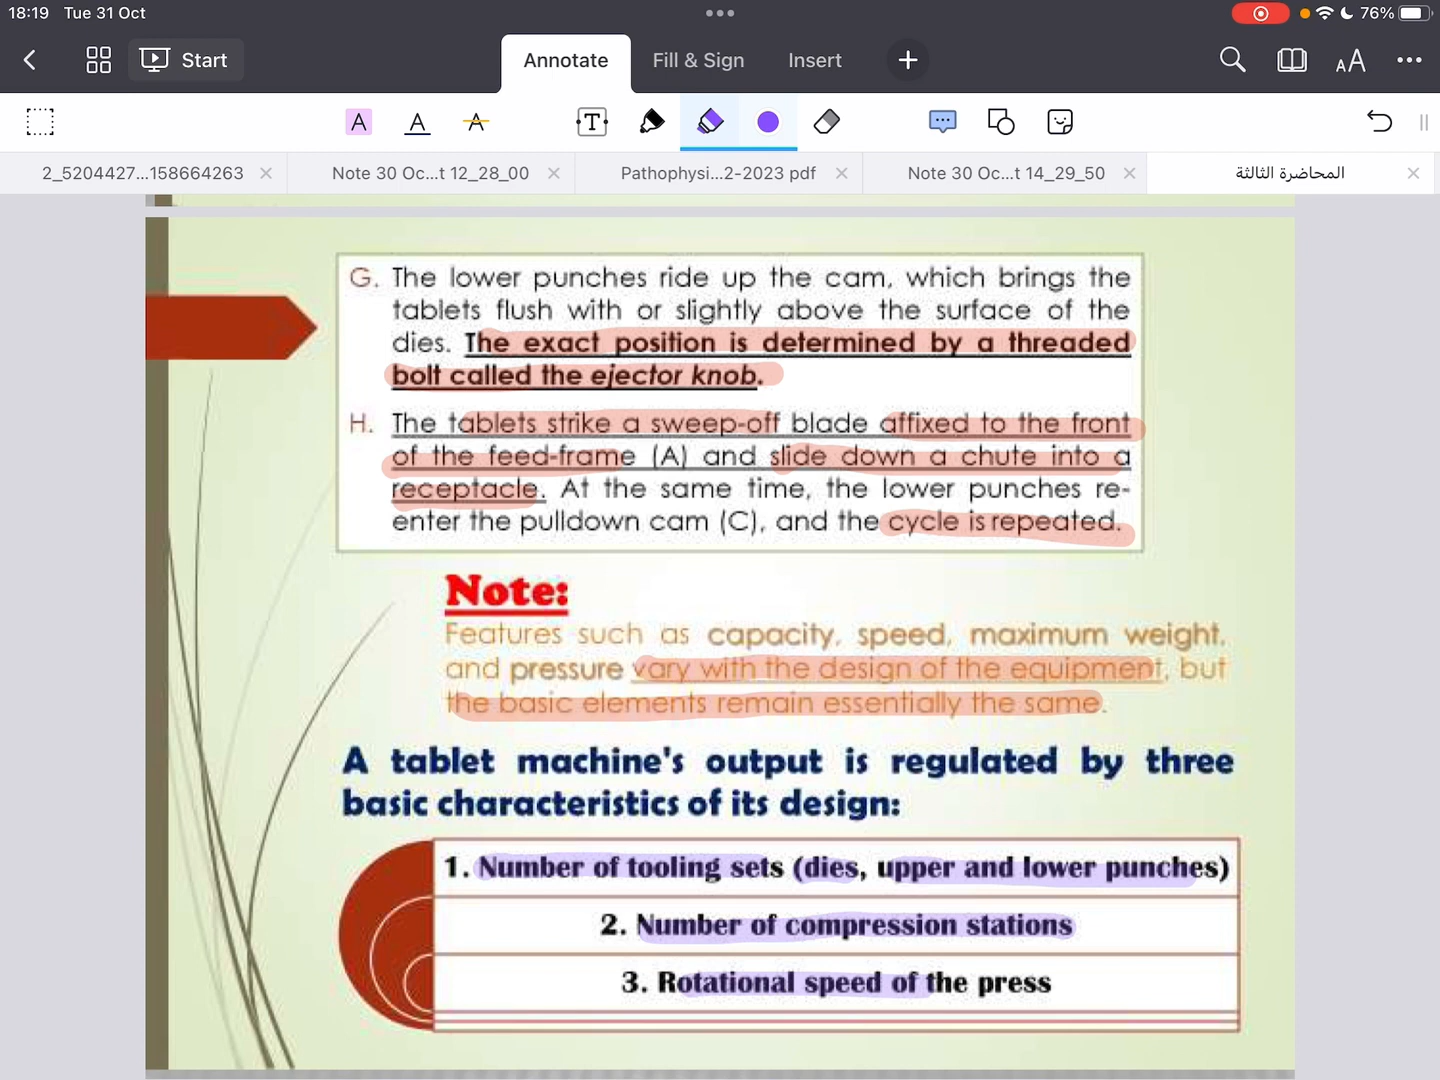 18:19 Tue 31 Oct
76%
Start
Annotate
Fill & Sign
Insert
A A A T AA
2_5204427...158664263
Note 30 Oc...t 12_28_00
Pathophysi...2-2023 pdf
Note 30 Oc...t 14_29_50
المحاضرة الثالثة
G. The lower punches ride up the cam, which brings the
tablets flush with or slightly above the surface of the
dies. The exact position is determined by a threaded
bolt called the ejector knob.
H. The tablets strike a sweep-off blade affixed to the front
of the feed-frame (A) and slide down a chute into a
receptacle. At the same time, the lower punches re-
enter the pulldown cam (C), and the cycle is repeated.
Note:
Features such as capacity, speed, maximum weight,
and pressure vary with the design of the equipment, but
the basic elements remain essentially the same.
A tablet machine's output is regulated by three
basic characteristics of its design:
1. Number of tooling sets (dies, upper and lower punches)
2. Number of compression stations
3. Rotational speed of the press